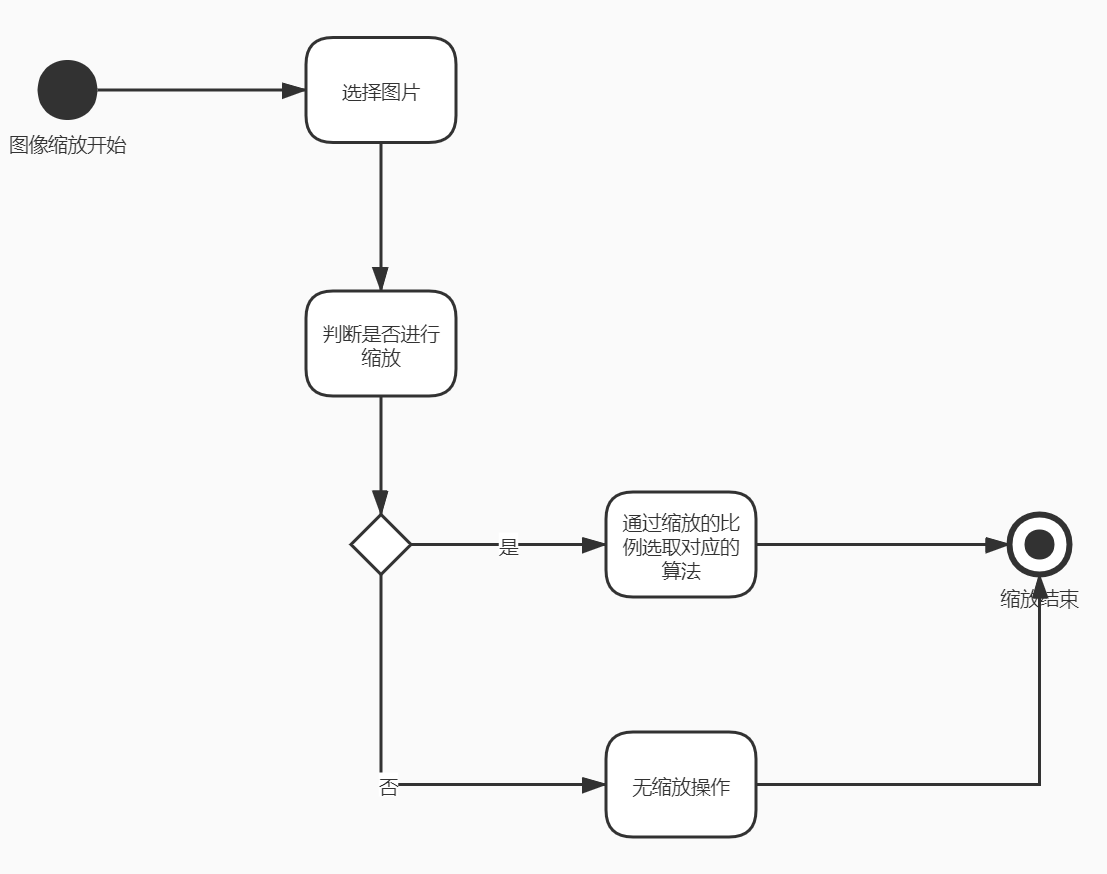 选择图片
图像缩放开始
判断是否进行
缩放
通过缩放的比
例选取对应的
算法
是
缩放结束
否
无缩放操作